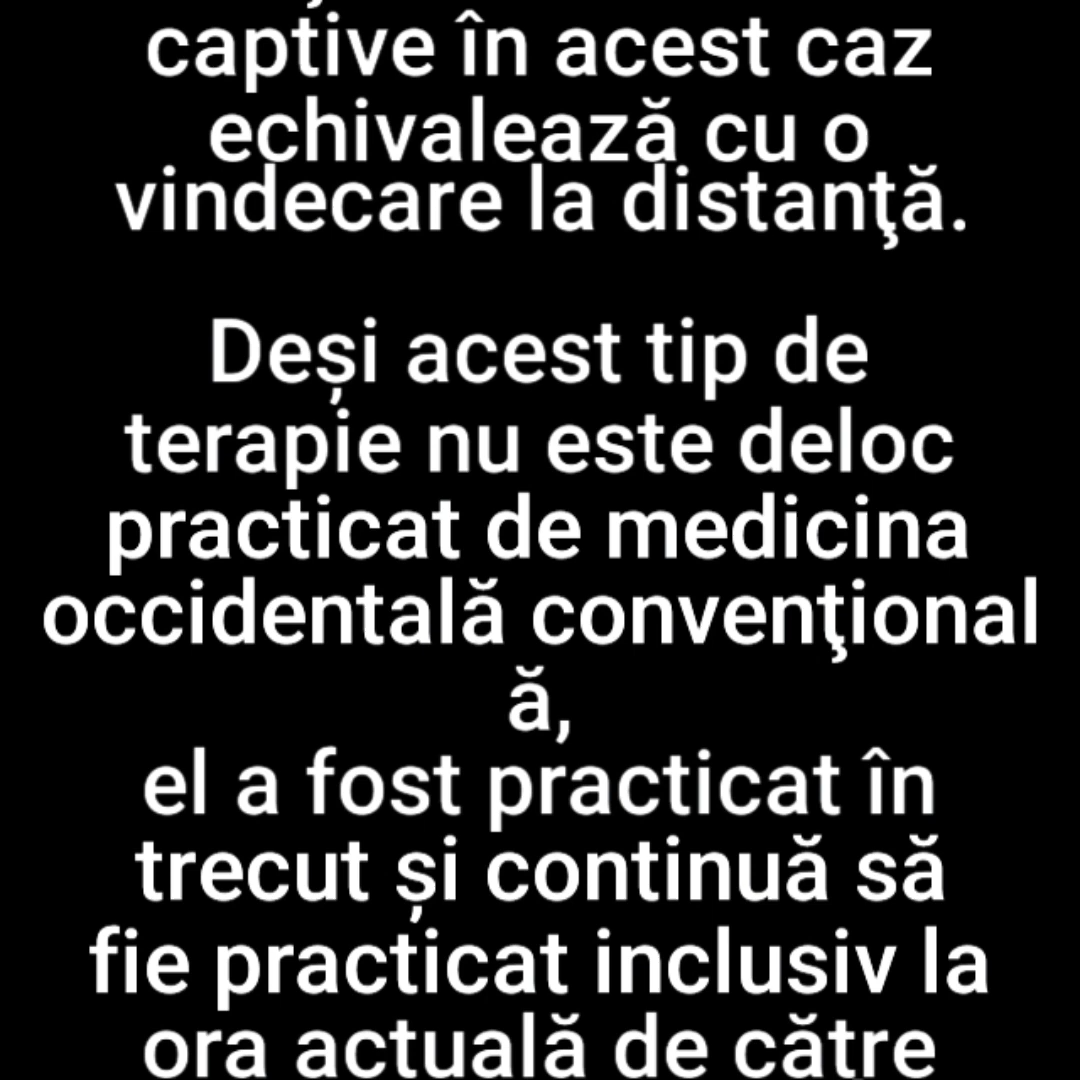 captive în acest caz
echivalează cu o
vindecare la distanţă.
Deși acest tip de
terapie nu este deloc
practicat de medicina
occidentală convenţional
ă,
el a fost practicat în
trecut și continuă să
fie practicat inclusiv la
ora actuală de către